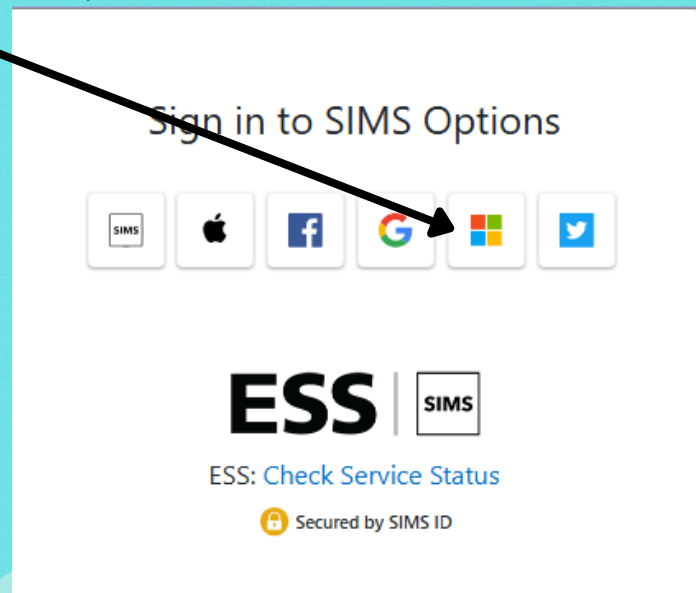 Sign in to SIMS Options
SIMS
ESS SIMS
ESS: Check Service Status
Secured by SIMS ID